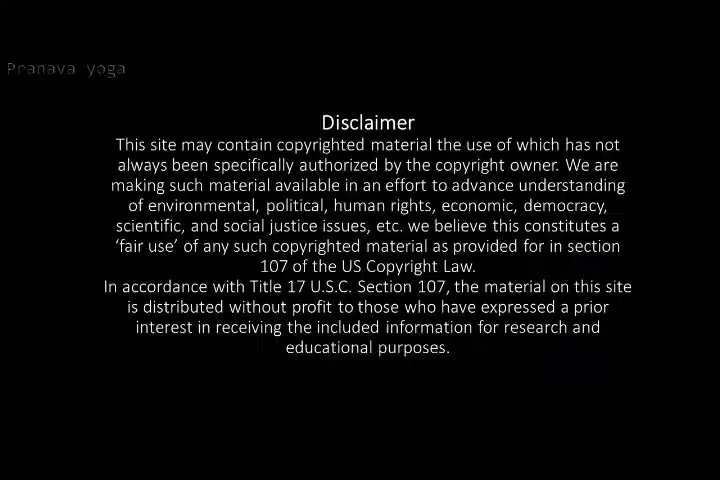 Pranava yoga
Disclaimer
This site may contain copyrighted material the use of which has not
always been specifically authorized by the copyright owner. We are
making such material available in an effort to advance understanding
of environmental, political, human rights, economic, democracy,
scientific, and social justice issues, etc. we believe this constitutes a
‘fair use’ of any such copyrighted material as provided for in section
107 of the US Copyright Law.
In accordance with Title 17 U.S.C. Section 107, the material on this site
is distributed without profit to those who have expressed a prior
interest in receiving the included information for research and
educational purposes.